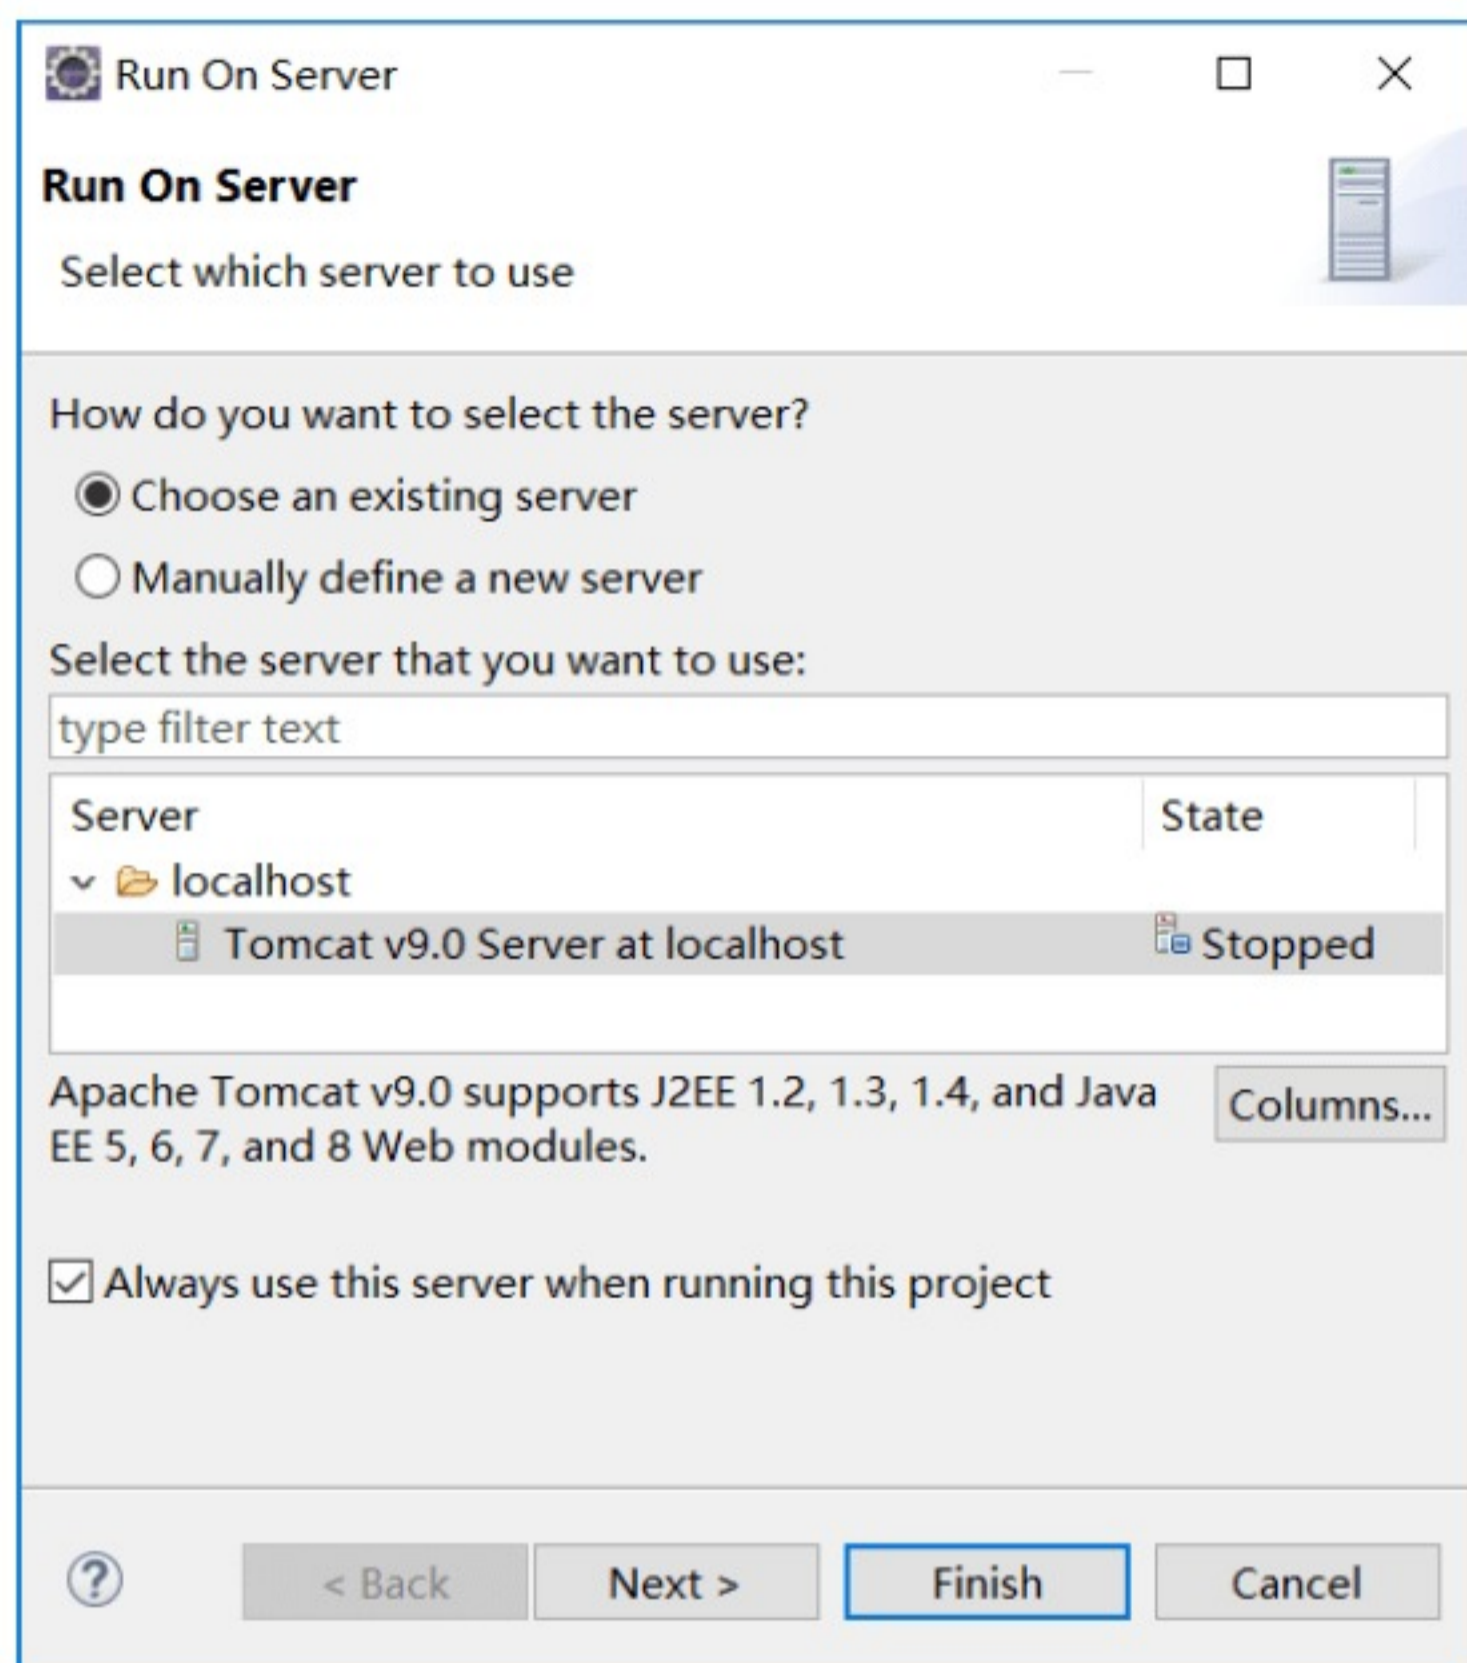 Run On Server
Run On Server
Select which server to use
How do you want to select the server?
Choose an existing server
Manually define a new server
Select the server that you want to use:
type filter text
Server State
localhost
Tomcat v9.0 Server at localhost Stopped
Apache Tomcat v9.0 supports J2EE 1.2, 1.3, 1.4, and Java
EE 5, 6, 7, and 8 Web modules.
Columns...
Always use this server when running this project
? < Back Next > Finish Cancel